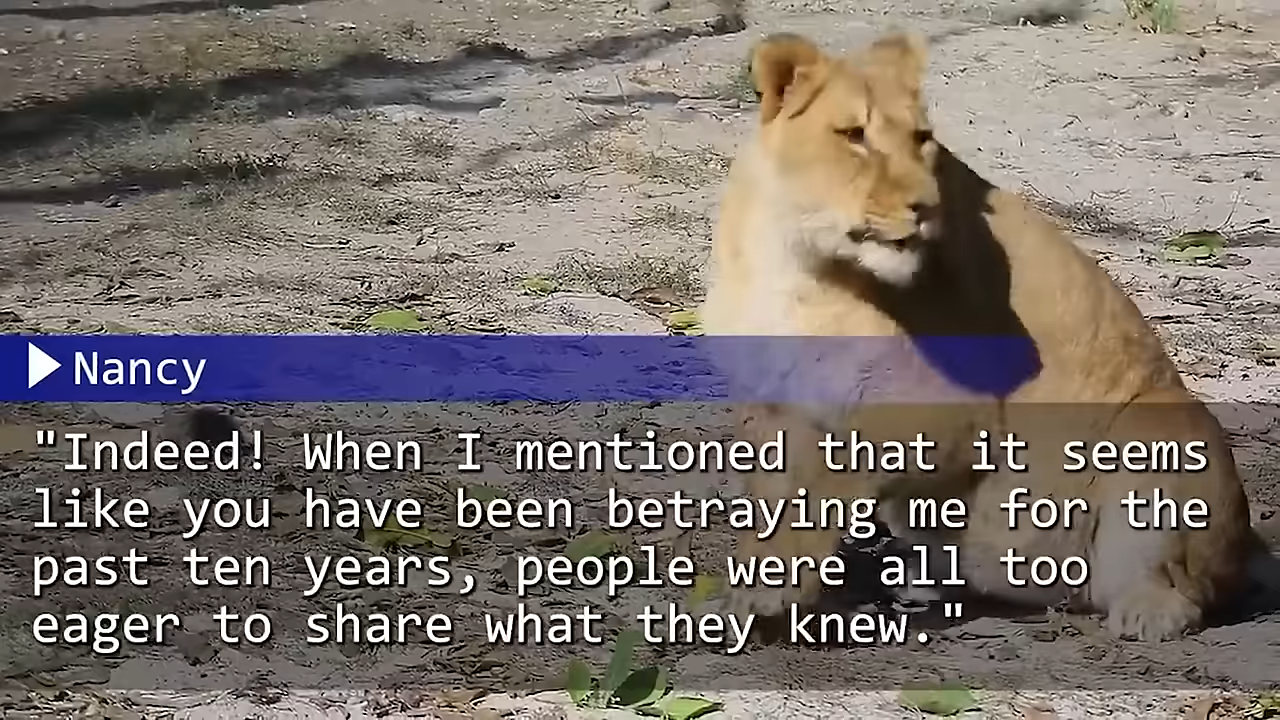 Nancy
"Indeed! When I mentioned that it seems
like you have been betraying me for the
past ten years, people were all too
eager to share what they knew."